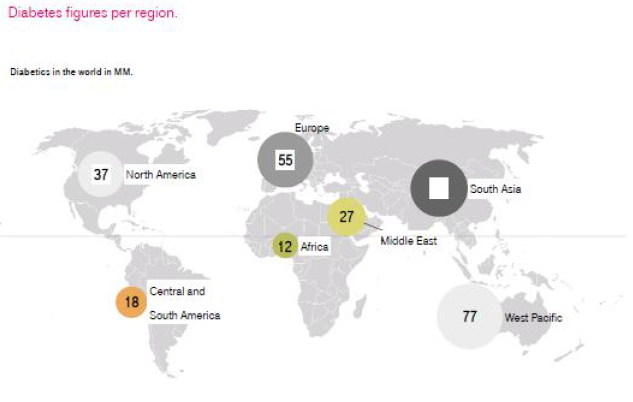 Diabetes figures per region.
Diabetics in the world in MM.
Europe
55
37 North America
South Asia
27
Middle East
12 Africa
18
Central and
South America
77 West Pacific